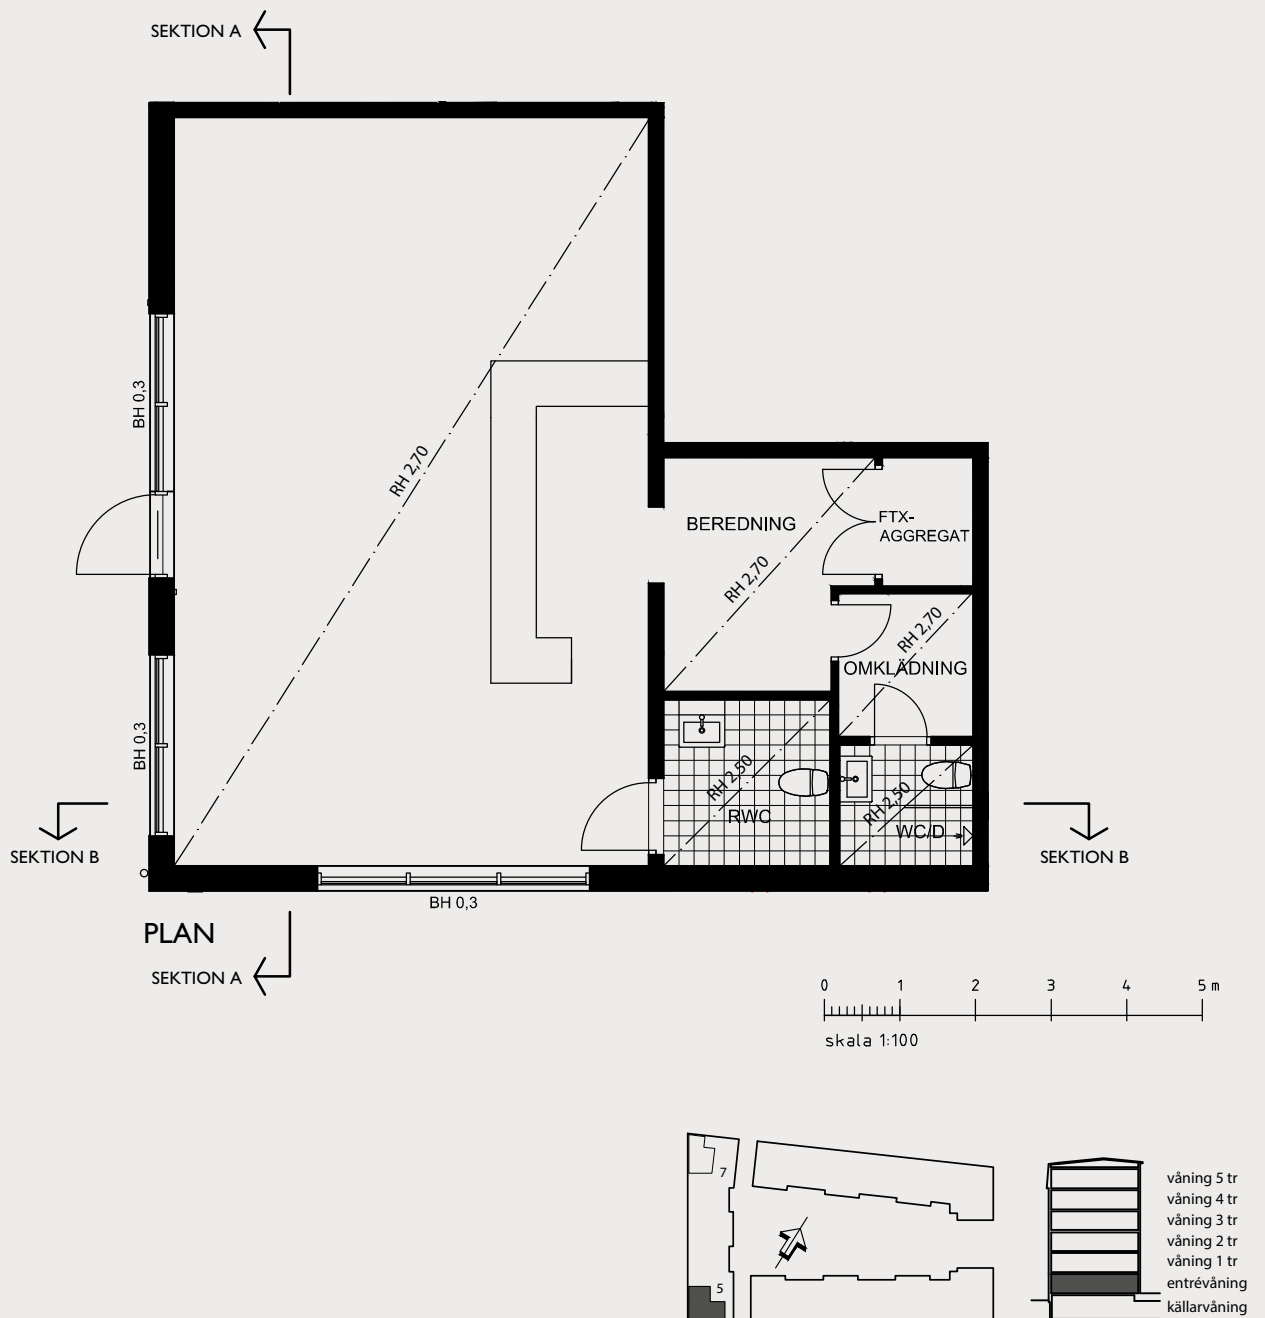 SEKTION A
BH 0,3
RH 2,70
BEREDNING
FTX-
AGGREGAT
RH 2,70
RH 2,70
OMKLÄDNING
BH 0,3
RH 2,50
RWC
RH 2,50
WC/D
SEKTION B
SEKTION B
BH 0,3
PLAN
SEKTION A
0 1 2 3 4 5 m
skala 1:100
7
5
våning 5 tr
våning 4 tr
våning 3 tr
våning 2 tr
våning 1 tr
entrévåning
källarvåning